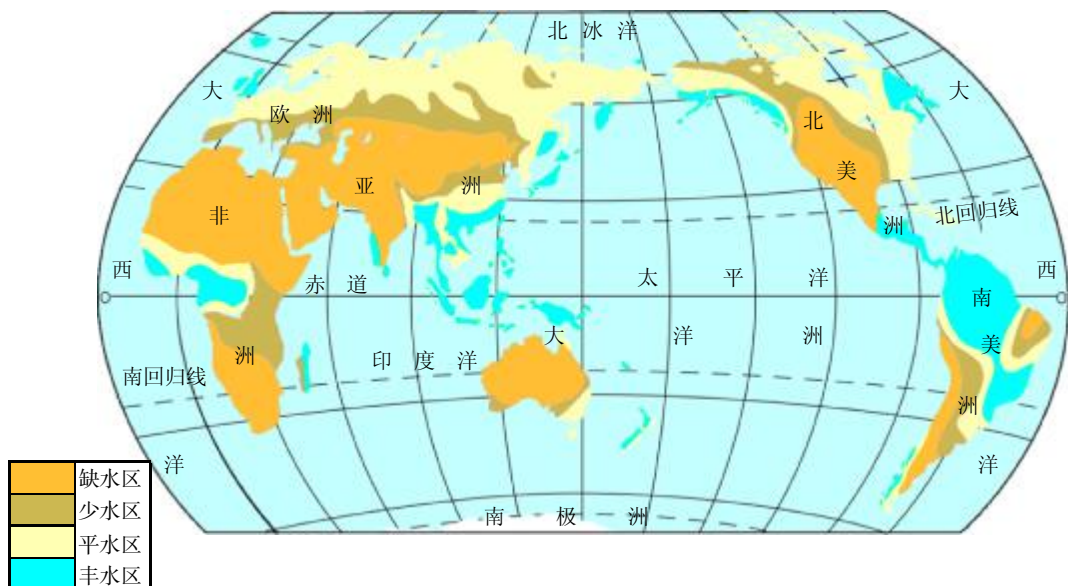 北冰洋
大
大
欧洲
北
亚
洲
美
非
洲
北回归线
西
赤道
太平洋
西
南
大
洋
洲
洲
印度洋
美
南回归线
洲
洋
洋
南极洲
缺水区
少水区
平水区
丰水区